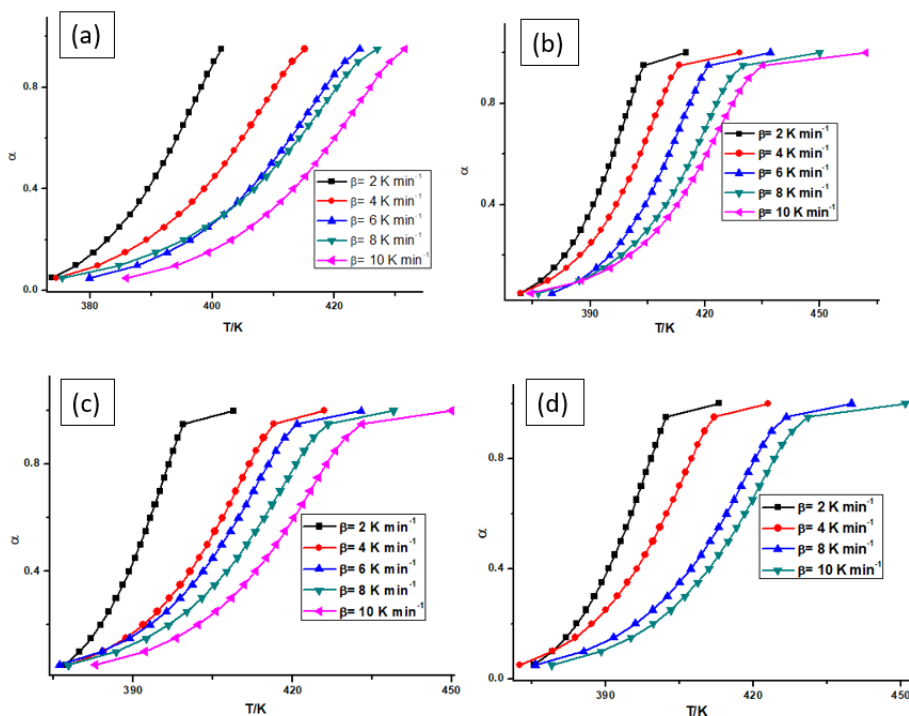 (a)
0.8
α
0.4
0.0
β= 2 K min⁻¹
β= 4 K min⁻¹
β= 6 K min⁻¹
β= 8 K min⁻¹
β= 10 K min⁻¹
380 400 420
T/K
(b)
0.8
α
0.4
β= 2 K min⁻¹
β= 4 K min⁻¹
β= 6 K min⁻¹
β= 8 K min⁻¹
β= 10 K min⁻¹
390 420 450
T/K
(c)
0.8
α
0.4
β= 2 K min⁻¹
β= 4 K min⁻¹
β= 6 K min⁻¹
β= 8 K min⁻¹
β= 10 K min⁻¹
390 420 450
T/K
(d)
0.8
α
0.4
0.0
β= 2 K min⁻¹
β= 4 K min⁻¹
β= 8 K min⁻¹
β= 10 K min⁻¹
390 420 450
T/K